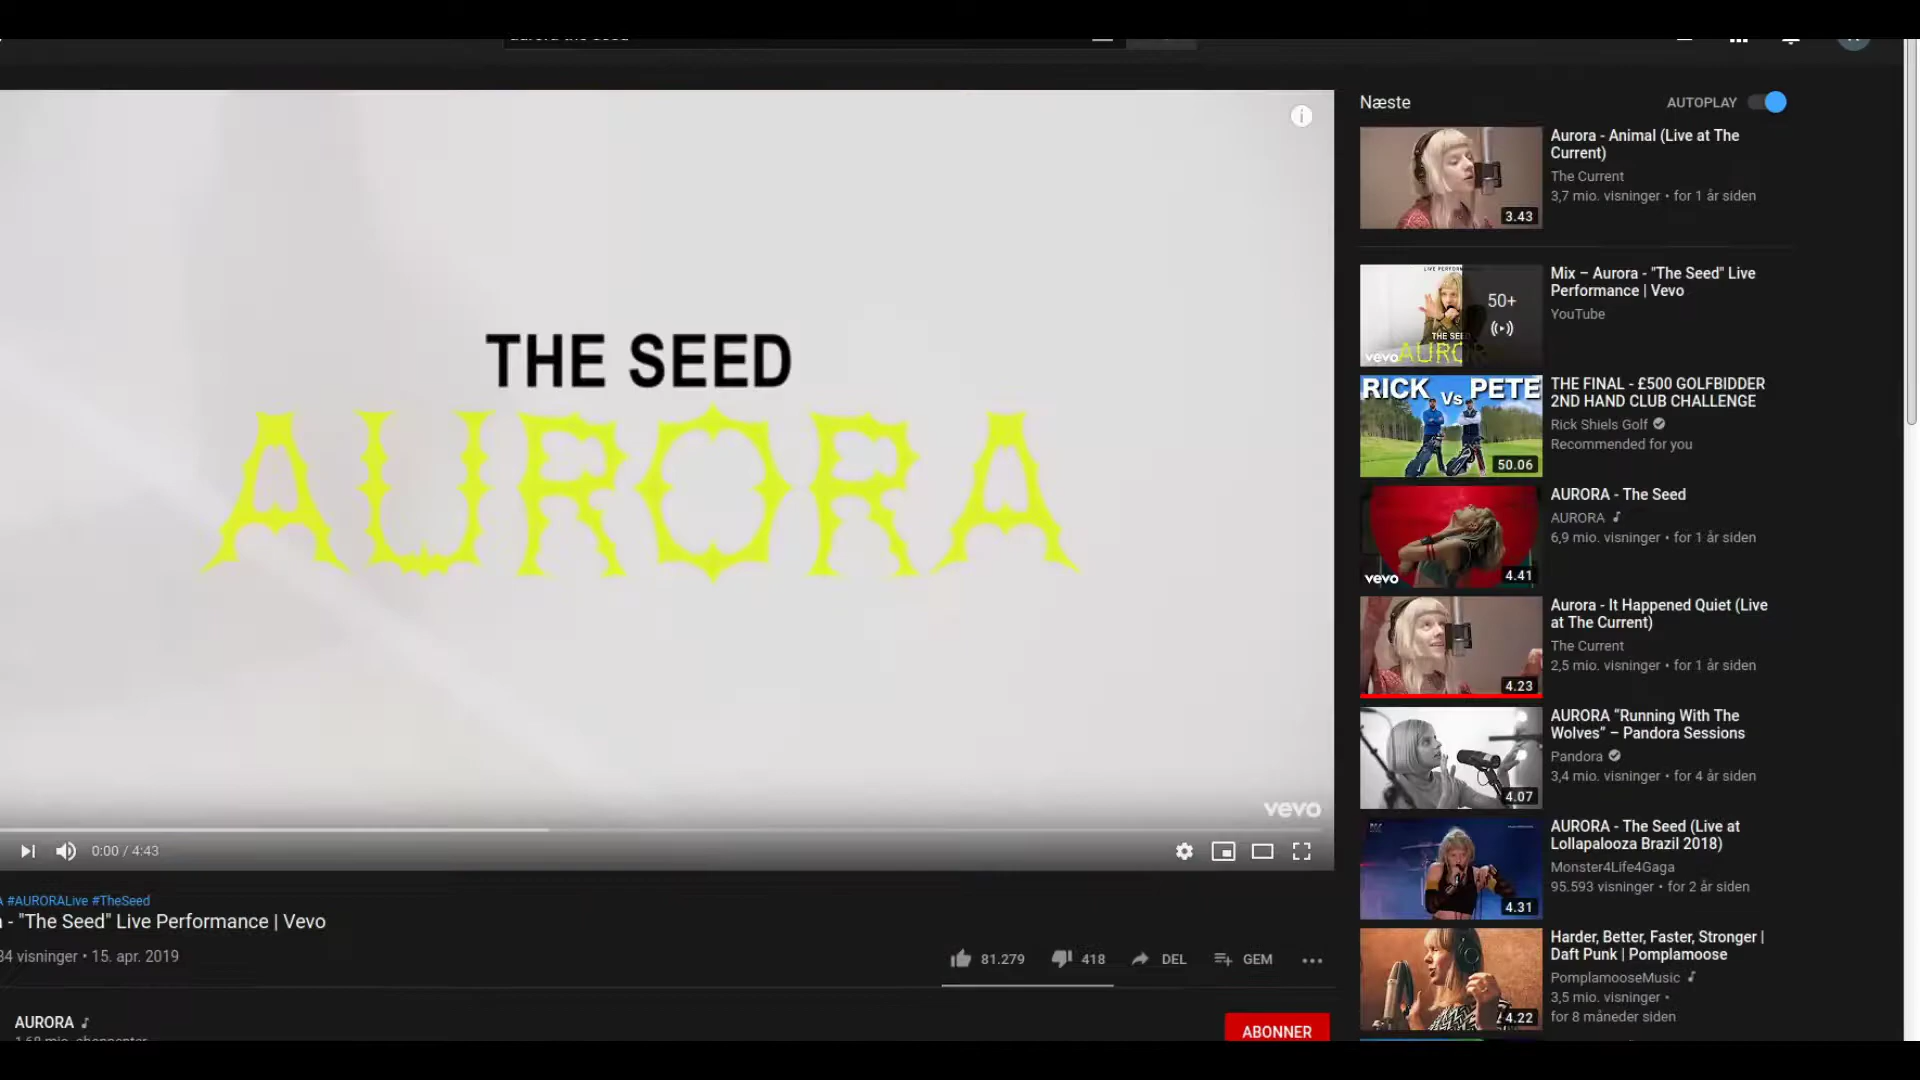 THE SEED
AURORA
vevo
0:00 / 4:43
#AURORALive #TheSeed
- "The Seed" Live Performance | Vevo
34 visninger • 15. apr. 2019
81.279
418
DEL
GEM
AURORA
ABONNER
Næste
AUTOPLAY
3.43
Aurora - Animal (Live at The
Current)
The Current
3,7 mio. visninger • for 1 år siden
50+
THE SEED
vevo
Mix – Aurora - "The Seed" Live
Performance | Vevo
YouTube
RICK Vs PETE
50.06
THE FINAL - £500 GOLFBIDDER
2ND HAND CLUB CHALLENGE
Rick Shiels Golf
Recommended for you
vevo
4.41
AURORA - The Seed
AURORA
6,9 mio. visninger • for 1 år siden
4.23
Aurora - It Happened Quiet (Live
at The Current)
The Current
2,5 mio. visninger • for 1 år siden
4.07
AURORA “Running With The
Wolves” – Pandora Sessions
Pandora
3,4 mio. visninger • for 4 år siden
4.31
AURORA - The Seed (Live at
Lollapalooza Brazil 2018)
Monster4Life4Gaga
95.593 visninger • for 2 år siden
4.22
Harder, Better, Faster, Stronger |
Daft Punk | Pomplamoose
PomplamooseMusic
3,5 mio. visninger •
for 8 måneder siden